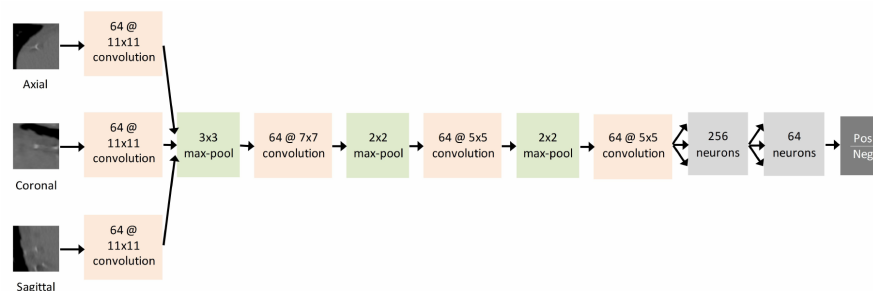 64 @
11x11
convolution
Axial
64 @
11x11
convolution
Coronal
64 @
11x11
convolution
Sagittal
3x3
max-pool
64 @ 7x7
convolution
2x2
max-pool
64 @ 5x5
convolution
2x2
max-pool
64 @ 5x5
convolution
256
neurons
64
neurons
Pos
Neg